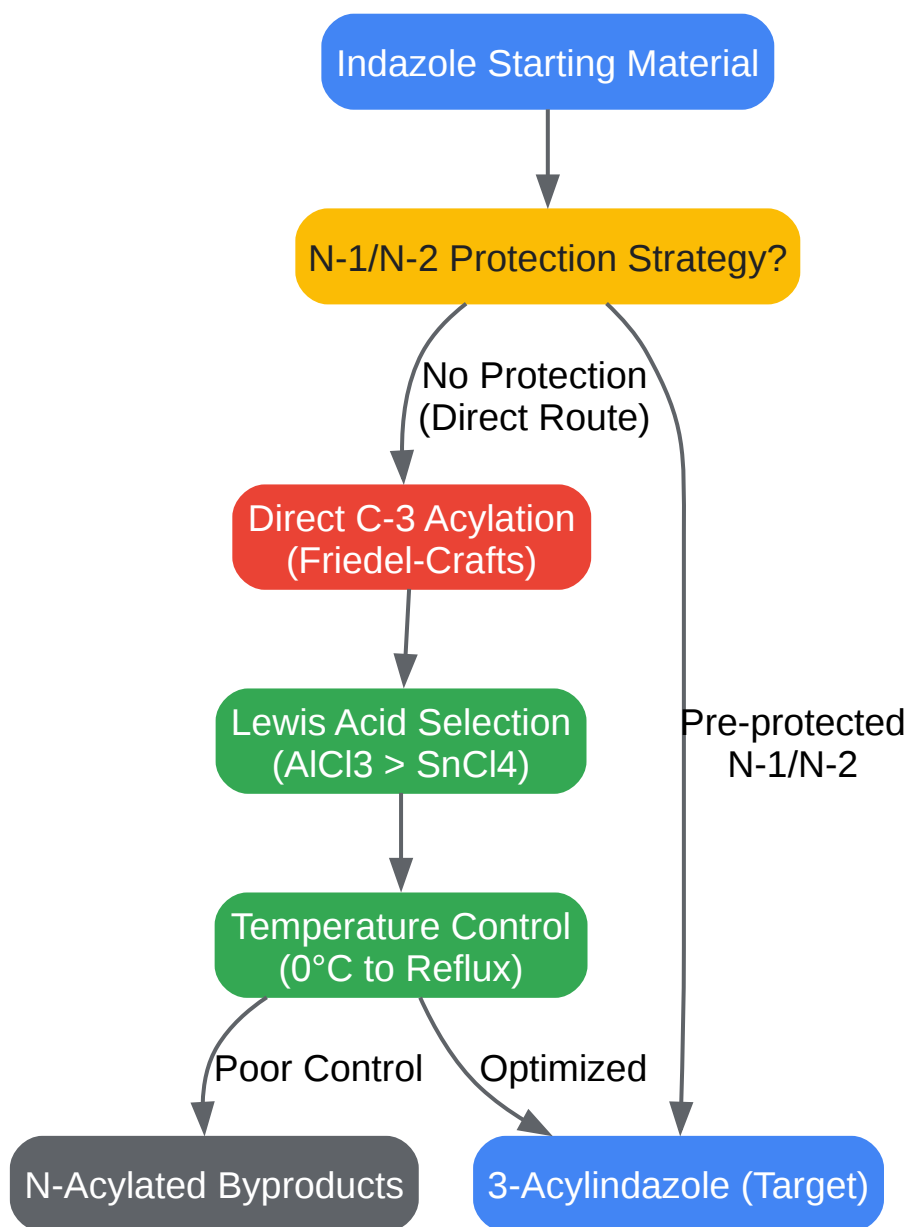 Indazole Starting Material
N-1/N-2 Protection Strategy?
No Protection
(Direct Route)
Direct C-3 Acylation
(Friedel-Crafts)
Lewis Acid Selection
(AlCl3 > SnCl4)
Pre-protected
N-1/N-2
Temperature Control
(0°C to Reflux)
Poor Control
Optimized
N-Acylated Byproducts
3-Acylindazole (Target)